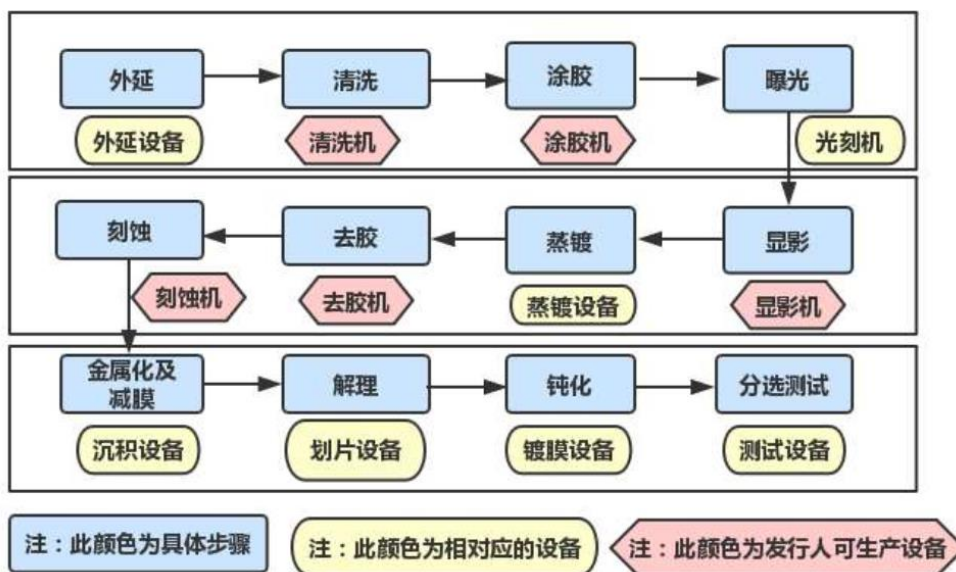 外延
清洗
涂胶
曝光
外延设备
清洗机
涂胶机
光刻机
刻蚀
去胶
蒸镀
显影
刻蚀机
去胶机
蒸镀设备
显影机
金属化及
减膜
解理
钝化
分选测试
沉积设备
划片设备
镀膜设备
测试设备
注：此颜色为具体步骤
注：此颜色为相对应的设备
注：此颜色为发行人可生产设备